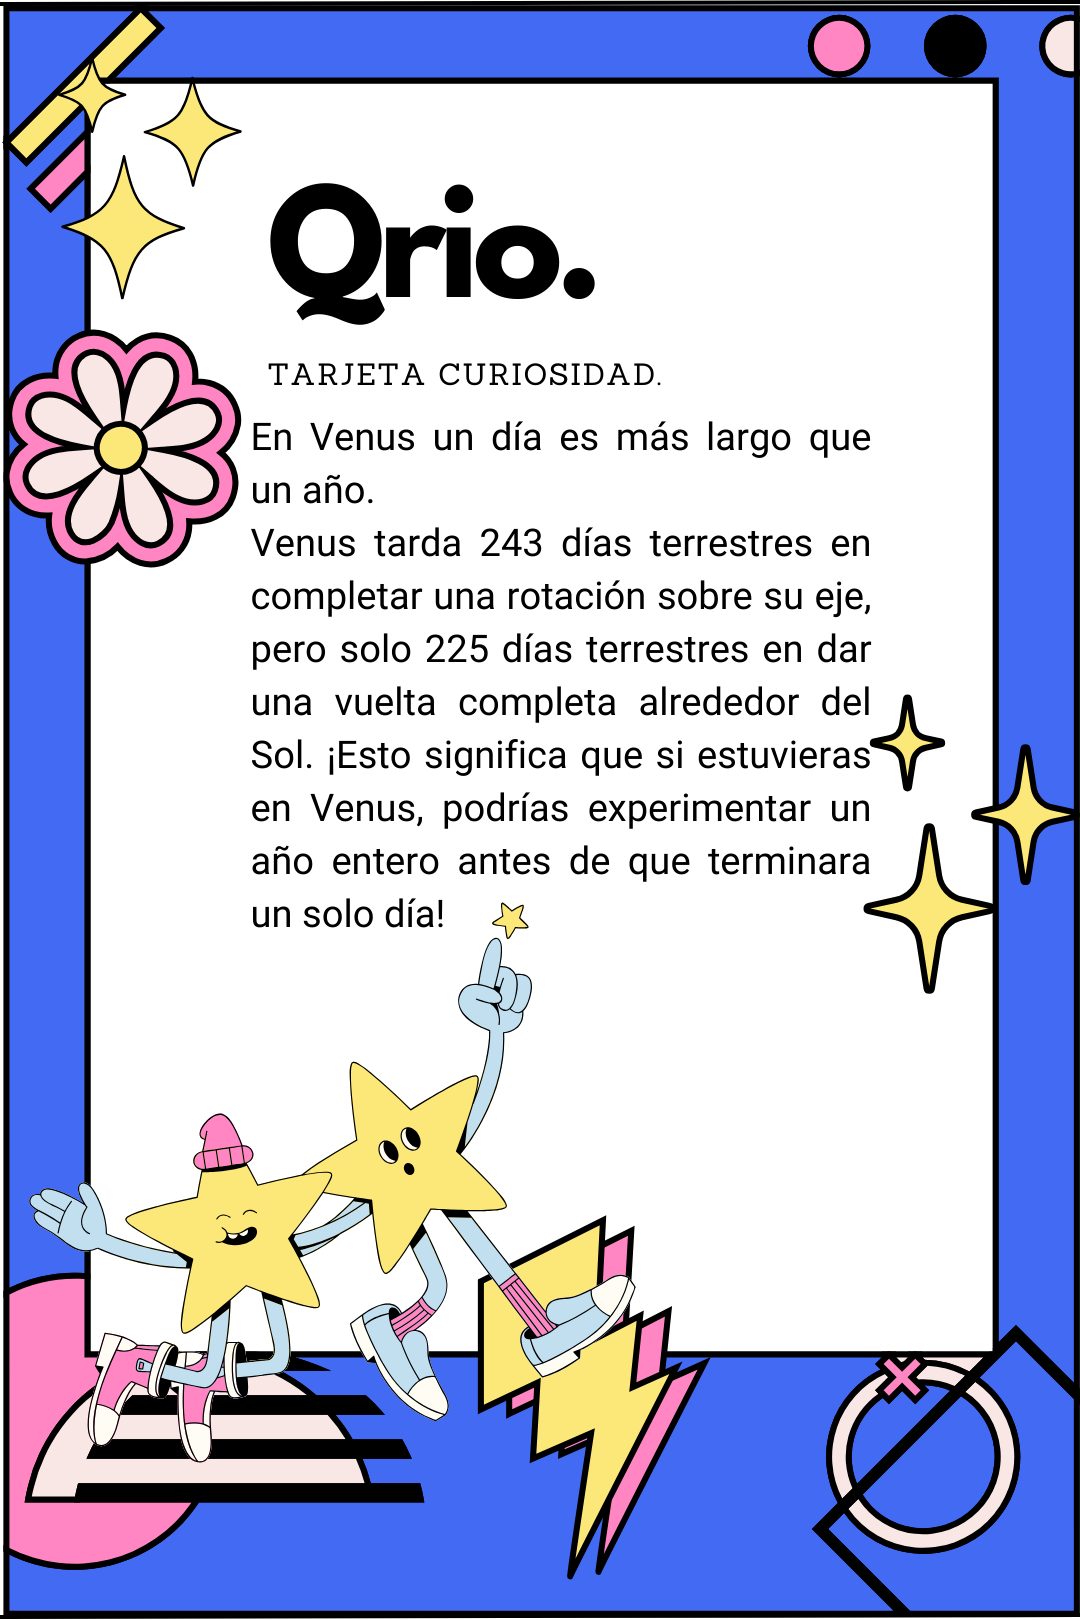 Qrio.
TARJETA CURIOSIDAD.
En Venus un día es más largo que
un año.
Venus tarda 243 días terrestres en
completar una rotación sobre su eje,
pero solo 225 días terrestres en dar
una vuelta completa alrededor del
Sol. ¡Esto significa que si estuvieras
en Venus, podrías experimentar un
año entero antes de que terminara
un solo día!